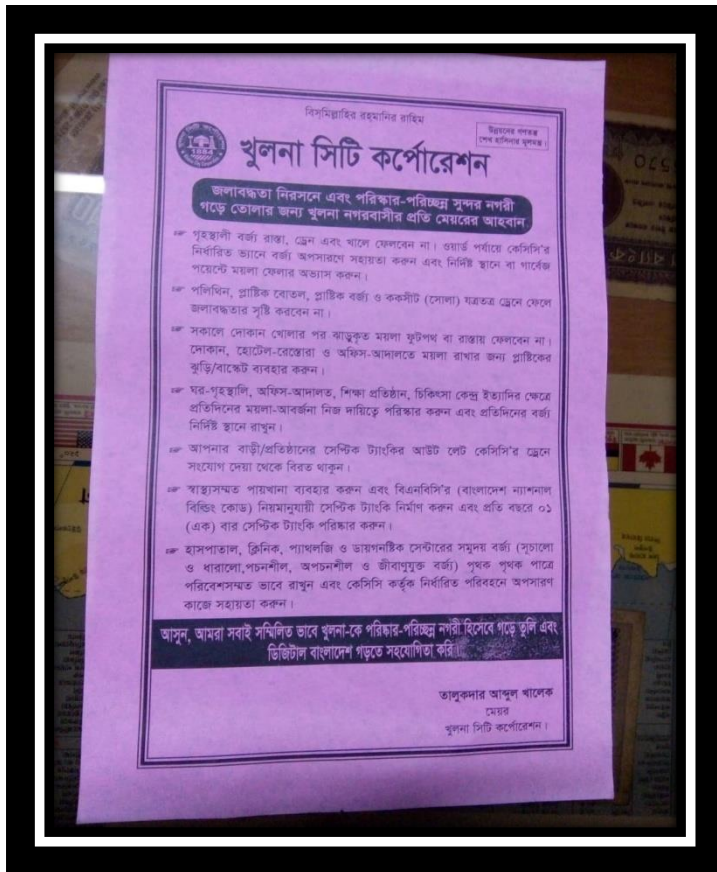 বিস্‌মিল্লাহির রহ্‌মানির রাহিম
উন্নয়নের গণতন্ত্র
শেখ হাসিনার মূলমন্ত্র।
1884
খুলনা সিটি কর্পোরেশন
জলাবদ্ধতা নিরসনে এবং পরিস্কার-পরিচ্ছন্ন সুন্দর নগরী
গড়ে তোলার জন্য খুলনা নগরবাসীর প্রতি মেয়রের আহবান
গৃহস্থালী বর্জ্য রাস্তা, ড্রেন এবং খালে ফেলবেন না। ওয়ার্ড পর্যায়ে কেসিসি'র
নির্ধারিত ভ্যানে বর্জ্য অপসারণে সহায়তা করুন এবং নির্দিষ্ট স্থানে বা গার্বেজ
পয়েন্টে ময়লা ফেলার অভ্যাস করুন।
পলিথিন, প্লাষ্টিক বোতল, প্লাষ্টিক বর্জ্য ও ককসীট (সোলা) যত্রতত্র ড্রেনে ফেলে
জলাবদ্ধতার সৃষ্টি করবেন না।
সকালে দোকান খোলার পর ঝাড়ুকৃত ময়লা ফুটপথ বা রাস্তায় ফেলবেন না।
দোকান, হোটেল-রেস্তোরা ও অফিস-আদালতে ময়লা রাখার জন্য প্লাষ্টিকের
ঝুড়ি/বাস্কেট ব্যবহার করুন।
ঘর-গৃহস্থালি, অফিস-আদালত, শিক্ষা প্রতিষ্ঠান, চিকিৎসা কেন্দ্র ইত্যাদির ক্ষেত্রে
প্রতিদিনের ময়লা-আবর্জনা নিজ দায়িত্বে পরিস্কার করুন এবং প্রতিদিনের বর্জ্য
নির্দিষ্ট স্থানে রাখুন।
আপনার বাড়ী/প্রতিষ্ঠানের সেপ্টিক ট্যাংকির আউট লেট কেসিসি'র ড্রেনে
সংযোগ দেয়া থেকে বিরত থাকুন।
স্বাস্থ্যসম্মত পায়খানা ব্যবহার করুন এবং বিএনবিসি'র (বাংলাদেশ ন্যাশনাল
বিল্ডিং কোড) নিয়মানুযায়ী সেপ্টিক ট্যাংকি নির্মাণ করুন এবং প্রতি বছরে ০১
(এক) বার সেপ্টিক ট্যাংকি পরিষ্কার করুন।
হাসপাতাল, ক্লিনিক, প্যাথলজি ও ডায়গনষ্টিক সেন্টারের সমুদয় বর্জ্য (সূচালো
ও ধারালো,পচনশীল, অপচনশীল ও জীবাণুযুক্ত বর্জ্য) পৃথক পৃথক পাত্রে
পরিবেশসম্মত ভাবে রাখুন এবং কেসিসি কর্তৃক নির্ধারিত পরিবহনে অপসারণ
কাজে সহায়তা করুন।
আসুন, আমরা সবাই সম্মিলিত ভাবে খুলনা-কে পরিষ্কার-পরিচ্ছন্ন নগরী হিসেবে গড়ে তুলি এবং
ডিজিটাল বাংলাদেশ গড়তে সহযোগিতা করি।
তালুকদার আব্দুল খালেক
মেয়র
খুলনা সিটি কর্পোরেশন।